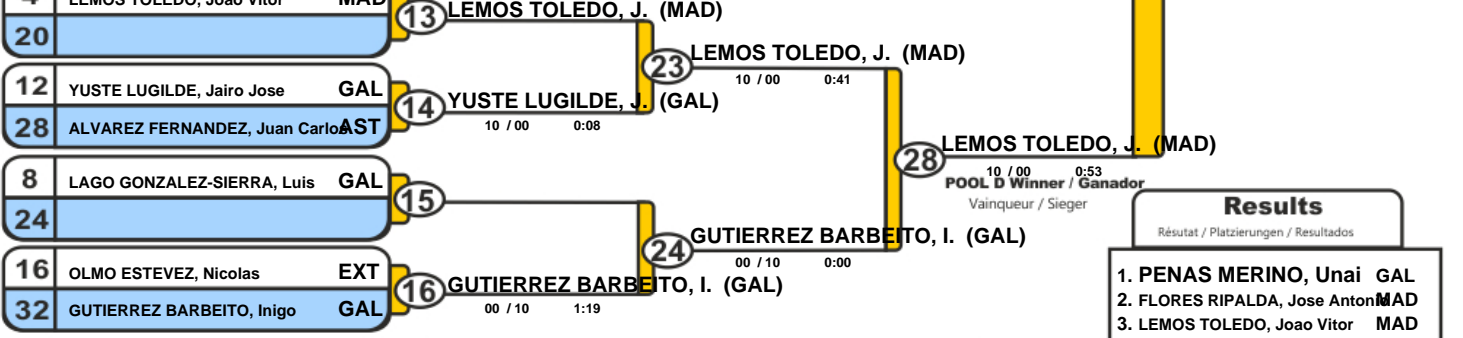 4 LEMOS TOLEDO, Joao Vitor MAD
20
13 LEMOS TOLEDO, J. (MAD)
12 YUSTE LUGILDE, Jairo Jose GAL
28 ALVAREZ FERNANDEZ, Juan Carlos AST
14 YUSTE LUGILDE, J. (GAL)
10 / 00 0:08
23 LEMOS TOLEDO, J. (MAD)
10 / 00 0:41
8 LAGO GONZALEZ-SIERRA, Luis GAL
24
15
16 OLMO ESTEVEZ, Nicolas EXT
32 GUTIERREZ BARBEITO, Inigo GAL
16 GUTIERREZ BARBEITO, I. (GAL)
00 / 10 1:19
24 GUTIERREZ BARBEITO, I. (GAL)
00 / 10 0:00
28 LEMOS TOLEDO, J. (MAD)
10 / 00 0:53
POOL D Winner / Ganador
Vainqueur / Sieger
Results
Résutat / Platzierungen / Resultados
1. PENAS MERINO, Unai GAL
2. FLORES RIPALDA, Jose Antonio MAD
3. LEMOS TOLEDO, Joao Vitor MAD